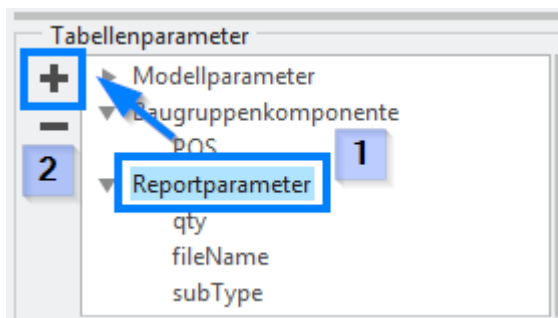 Tabellenparameter
Modellparameter
Baugruppenkomponente
POS
1
2
Reportparameter
qty
fileName
subType